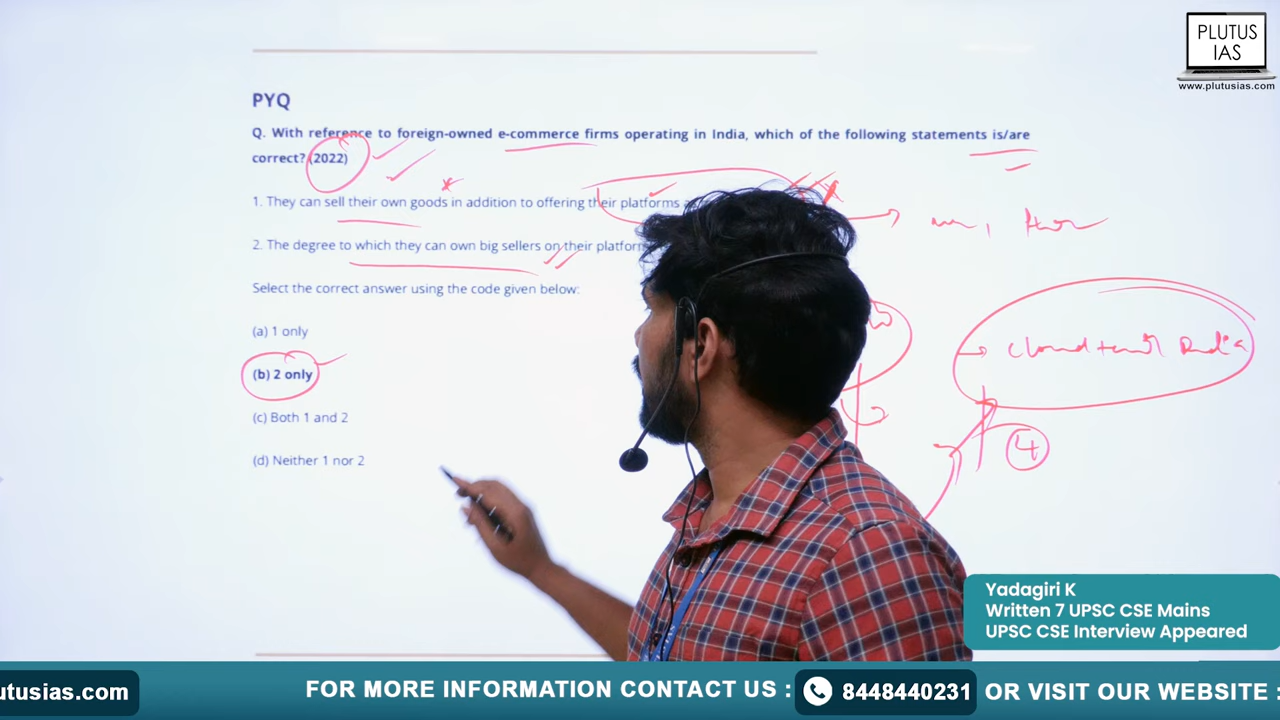 PLUTUS
IAS
www.plutusias.com
PYQ
Q. With reference to foreign-owned e-commerce firms operating in India, which of the following statements is/are
correct? (2022)
1. They can sell their own goods in addition to offering their platforms
2. The degree to which they can own big sellers on their platfor
Select the correct answer using the code given below:
(a) 1 only
(b) 2 only
(c) Both 1 and 2
(d) Neither 1 nor 2
India
4
Yadagiri K
Written 7 UPSC CSE Mains
UPSC CSE Interview Appeared
utusias.com FOR MORE INFORMATION CONTACT US : 8448440231 OR VISIT OUR WEBSITE :